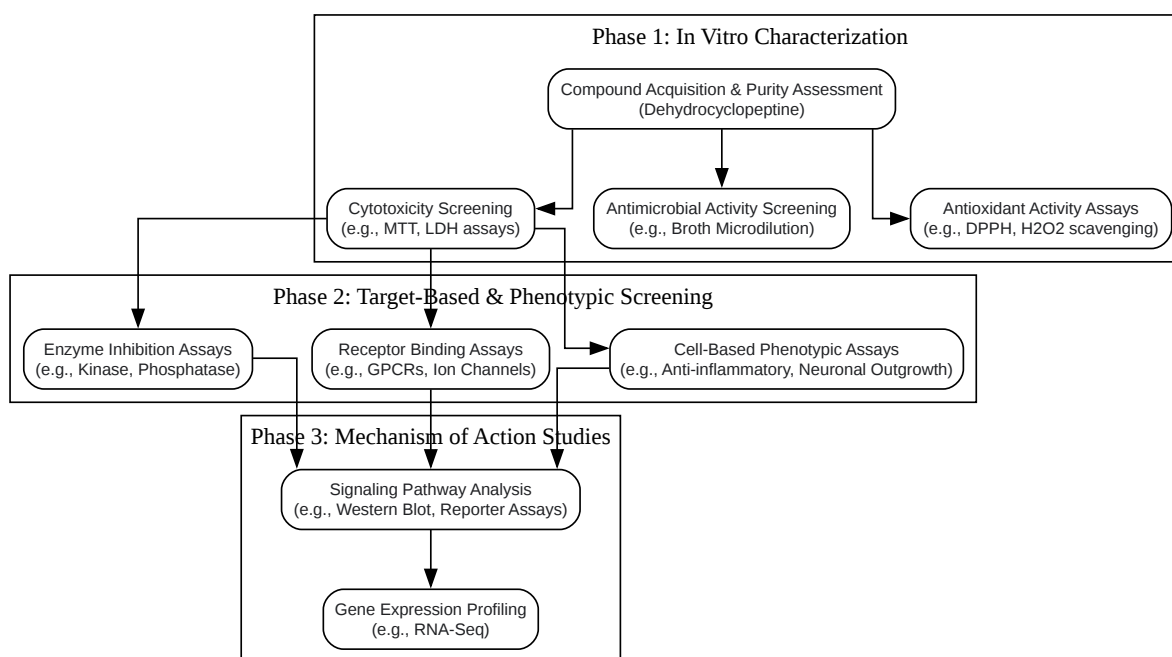 Phase 1: In Vitro Characterization
Compound Acquisition & Purity Assessment
(Dehydrocyclopeptine)
Cytotoxicity Screening
(e.g., MTT, LDH assays)
Antimicrobial Activity Screening
(e.g., Broth Microdilution)
Antioxidant Activity Assays
(e.g., DPPH, H2O2 scavenging)
Phase 2: Target-Based & Phenotypic Screening
Enzyme Inhibition Assays
(e.g., Kinase, Phosphatase)
Receptor Binding Assays
(e.g., GPCRs, Ion Channels)
Cell-Based Phenotypic Assays
(e.g., Anti-inflammatory, Neuronal Outgrowth)
Phase 3: Mechanism of Action Studies
Signaling Pathway Analysis
(e.g., Western Blot, Reporter Assays)
Gene Expression Profiling
(e.g., RNA-Seq)